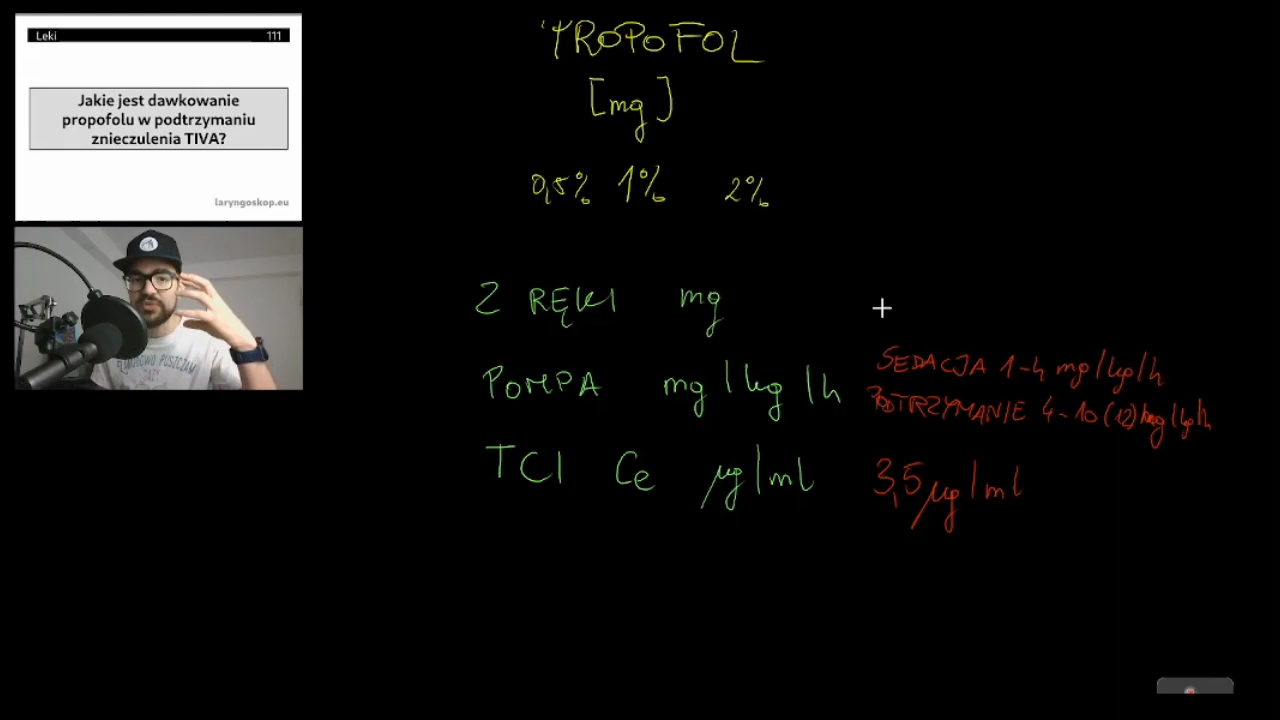 Leki 111
Jakie jest dawkowanie
propofolu w podtrzymaniu
znieczulenia TIVA?
laryngoskop.eu
PROPOFOL
[mg]
0,5% 1% 2%
Z RĘKI mg
POMPA mg/kg/h
SEDACJA 1-4 mg/kg/h
PODTRZYMANIE 4-10(12) mg/kg/h
TCI Ce µg/ml 3,5 µg/ml
PUSZCZAM